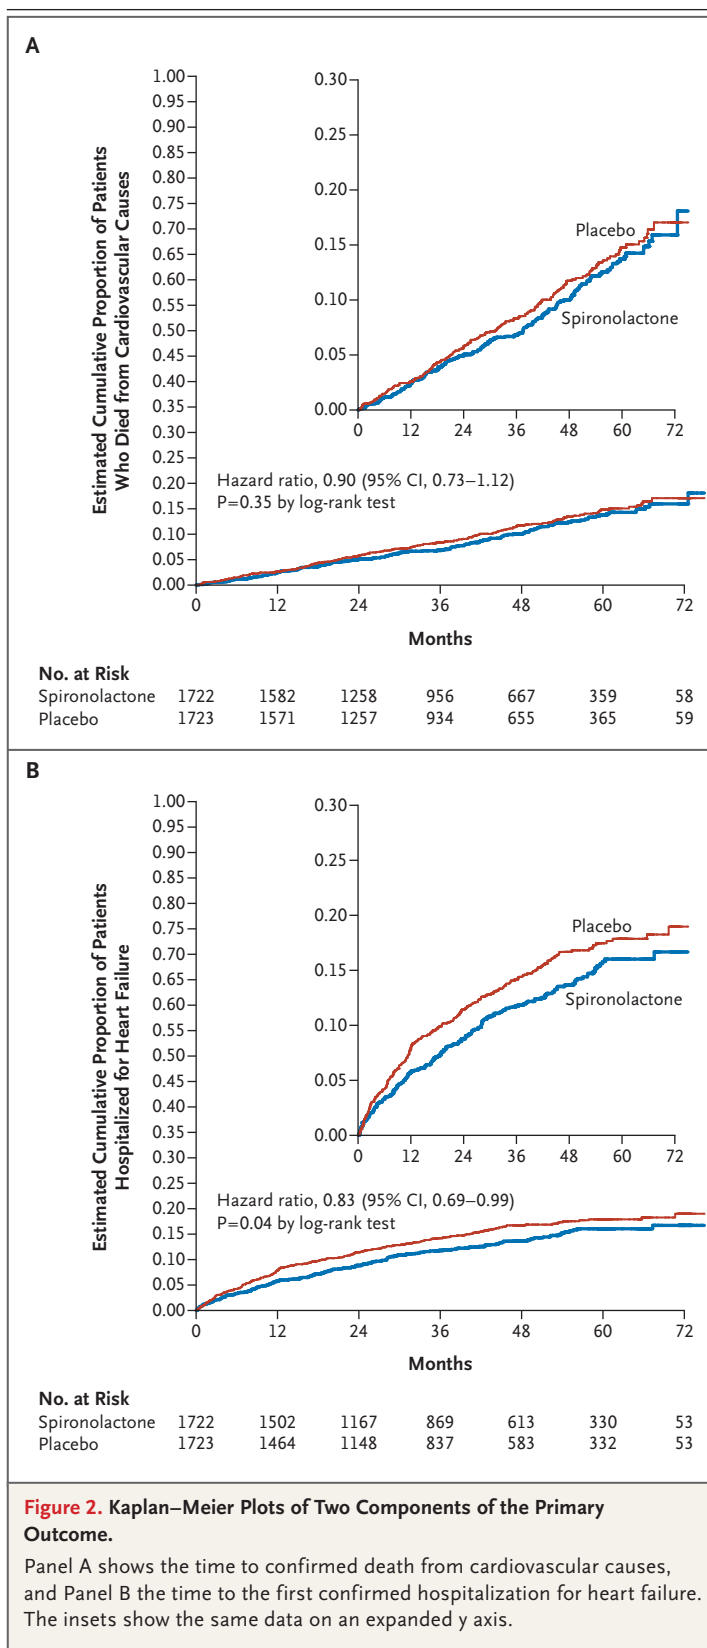 A
Estimated Cumulative Proportion of Patients
Who Died from Cardiovascular Causes
1.00
0.95
0.90
0.85
0.80
0.75
0.70
0.65
0.60
0.55
0.50
0.45
0.40
0.35
0.30
0.25
0.20
0.15
0.10
0.05
0.00
0 12 24 36 48 60 72
Months
0.30
0.25
0.20
0.15
0.10
0.05
0.00
0 12 24 36 48 60 72
Placebo
Spironolactone
Hazard ratio, 0.90 (95% CI, 0.73–1.12)
P=0.35 by log-rank test
No. at Risk
Spironolactone 1722 1582 1258 956 667 359 58
Placebo 1723 1571 1257 934 655 365 59
B
Estimated Cumulative Proportion of Patients
Hospitalized for Heart Failure
1.00
0.95
0.90
0.85
0.80
0.75
0.70
0.65
0.60
0.55
0.50
0.45
0.40
0.35
0.30
0.25
0.20
0.15
0.10
0.05
0.00
0 12 24 36 48 60 72
Months
0.30
0.25
0.20
0.15
0.10
0.05
0.00
0 12 24 36 48 60 72
Placebo
Spironolactone
Hazard ratio, 0.83 (95% CI, 0.69–0.99)
P=0.04 by log-rank test
No. at Risk
Spironolactone 1722 1502 1167 869 613 330 53
Placebo 1723 1464 1148 837 583 332 53
Figure 2. Kaplan–Meier Plots of Two Components of the Primary
Outcome.
Panel A shows the time to confirmed death from cardiovascular causes,
and Panel B the time to the first confirmed hospitalization for heart failure.
The insets show the same data on an expanded y axis.